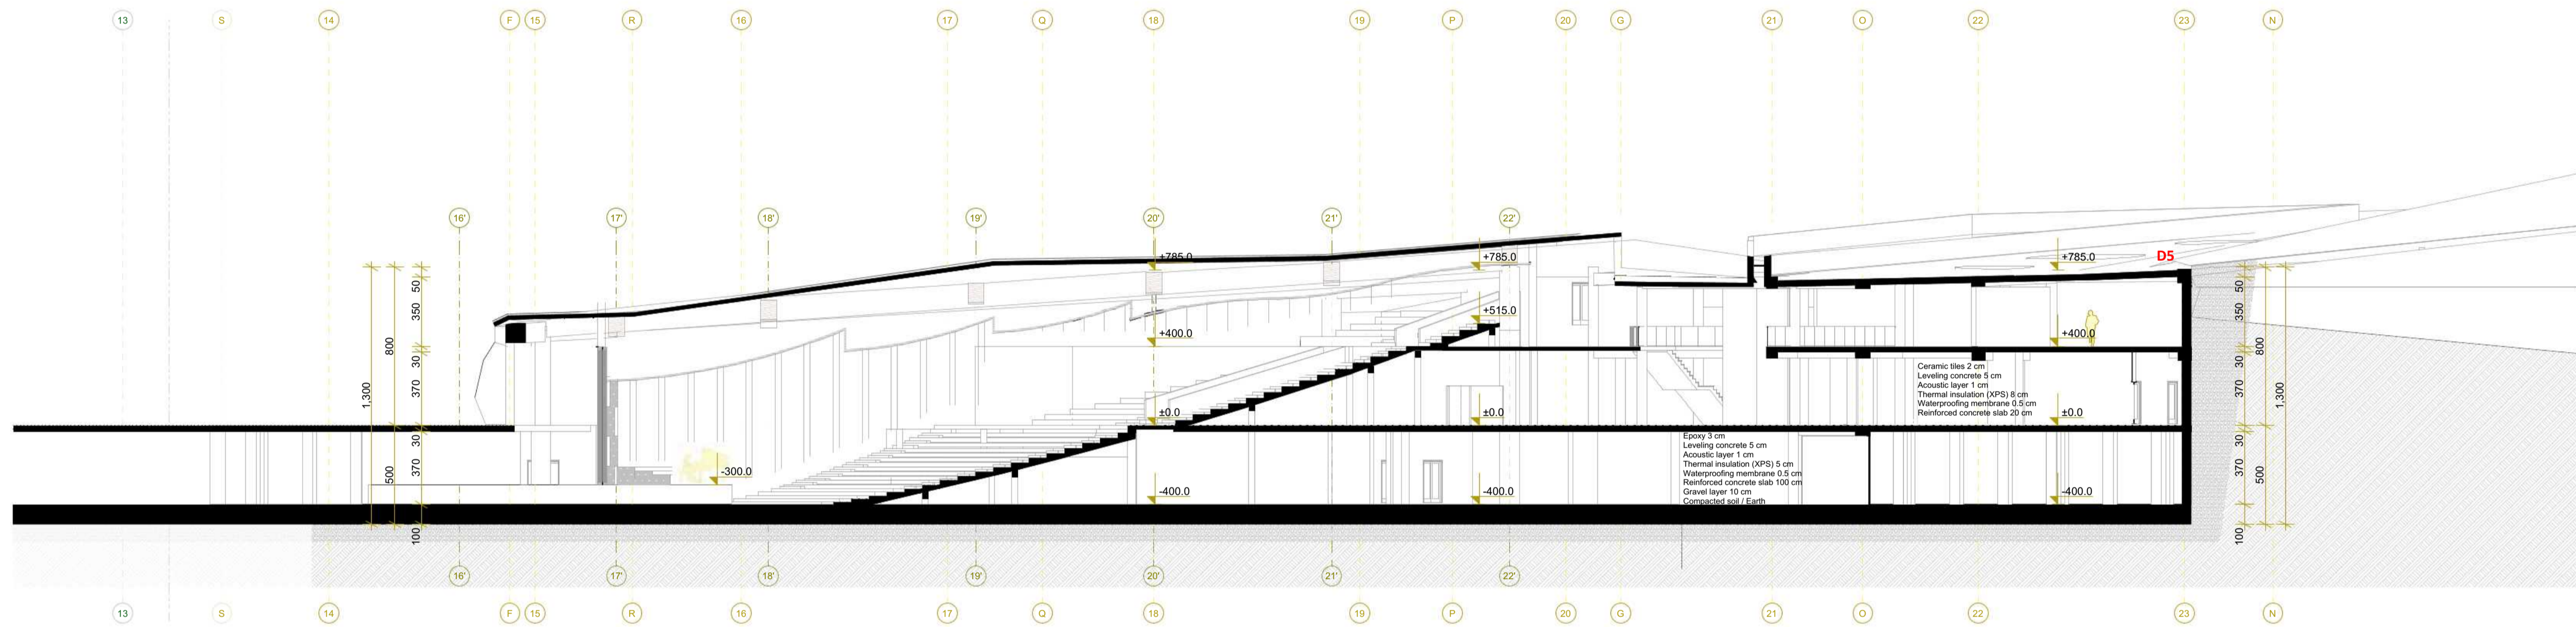 13 S 14 F 15 R 16 17 Q 18 19 P 20 G 21 O 22 23 N
16' 17' 18' 19' 20' 21' 22'
+785.0 +785.0 +785.0
D5
50 50
350 350
+515.0
+400.0 +400.0
800 800
30 30
370 370
1,300 1,300
Ceramic tiles 2 cm
Leveling concrete 5 cm
Acoustic layer 1 cm
Thermal insulation (XPS) 8 cm
Waterproofing membrane 0.5 cm
Reinforced concrete slab 20 cm
±0.0 ±0.0 ±0.0
30 30
370 370
500 500
-300.0
Epoxy 3 cm
Leveling concrete 5 cm
Acoustic layer 1 cm
Thermal insulation (XPS) 5 cm
Waterproofing membrane 0.5 cm
Reinforced concrete slab 100 cm
Gravel layer 10 cm
Compacted soil / Earth
-400.0 -400.0 -400.0
100 100
16' 17' 18' 19' 20' 21' 22'
13 S 14 F 15 R 16 17 Q 18 19 P 20 G 21 O 22 23 N